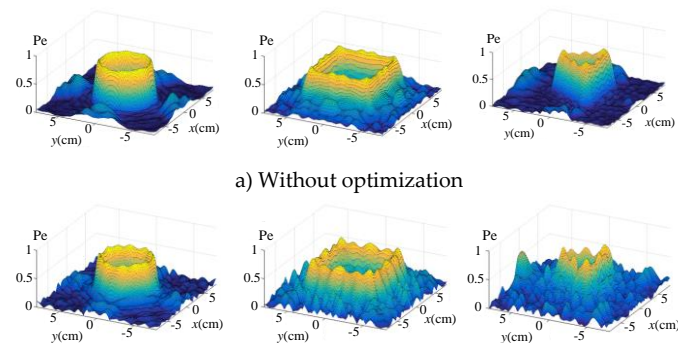 Pe Pe Pe
1 1 1
0.5 0.5 0.5
0 0 0
5 0 -5 5 0 -5 5 0 -5
-5 0 5 -5 0 5 -5 0 5
y(cm) x(cm) y(cm) x(cm) y(cm) x(cm)
a) Without optimization
Pe Pe Pe
1 1 1
0.5 0.5 0.5
0 0 0
5 0 -5 5 0 -5 5 0 -5
-5 0 5 -5 0 5 -5 0 5
y(cm) x(cm) y(cm) x(cm) y(cm) x(cm)